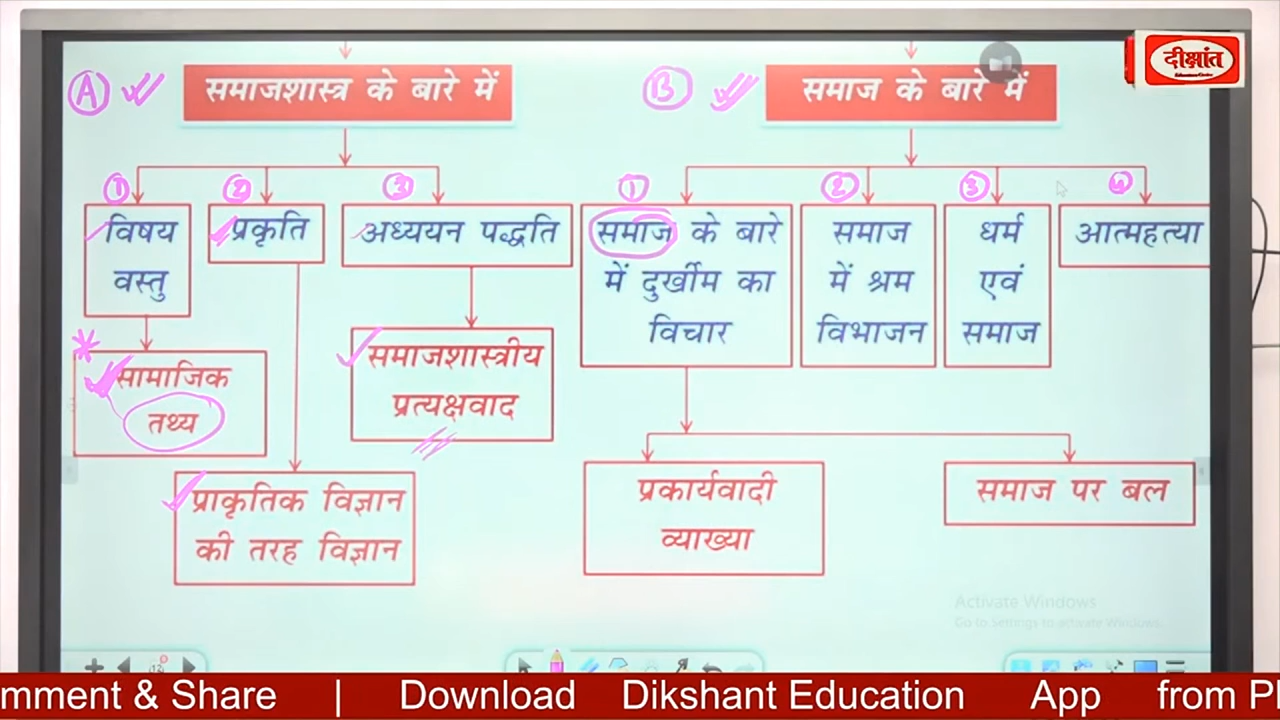 दीक्षांत
Education Centre
A
समाजशास्त्र के बारे में
B
समाज के बारे में
1
2
3
1
2
3
4
विषय
वस्तु
प्रकृति
अध्ययन पद्धति
समाज के बारे
में दुर्खीम का
विचार
समाज
में श्रम
विभाजन
धर्म
एवं
समाज
आत्महत्या
सामाजिक
तथ्य
समाजशास्त्रीय
प्रत्यक्षवाद
प्राकृतिक विज्ञान
की तरह विज्ञान
प्रकार्यवादी
व्याख्या
समाज पर बल
Activate Windows
Go to Settings to activate Windows.
mment & Share | Download Dikshant Education App from Pl